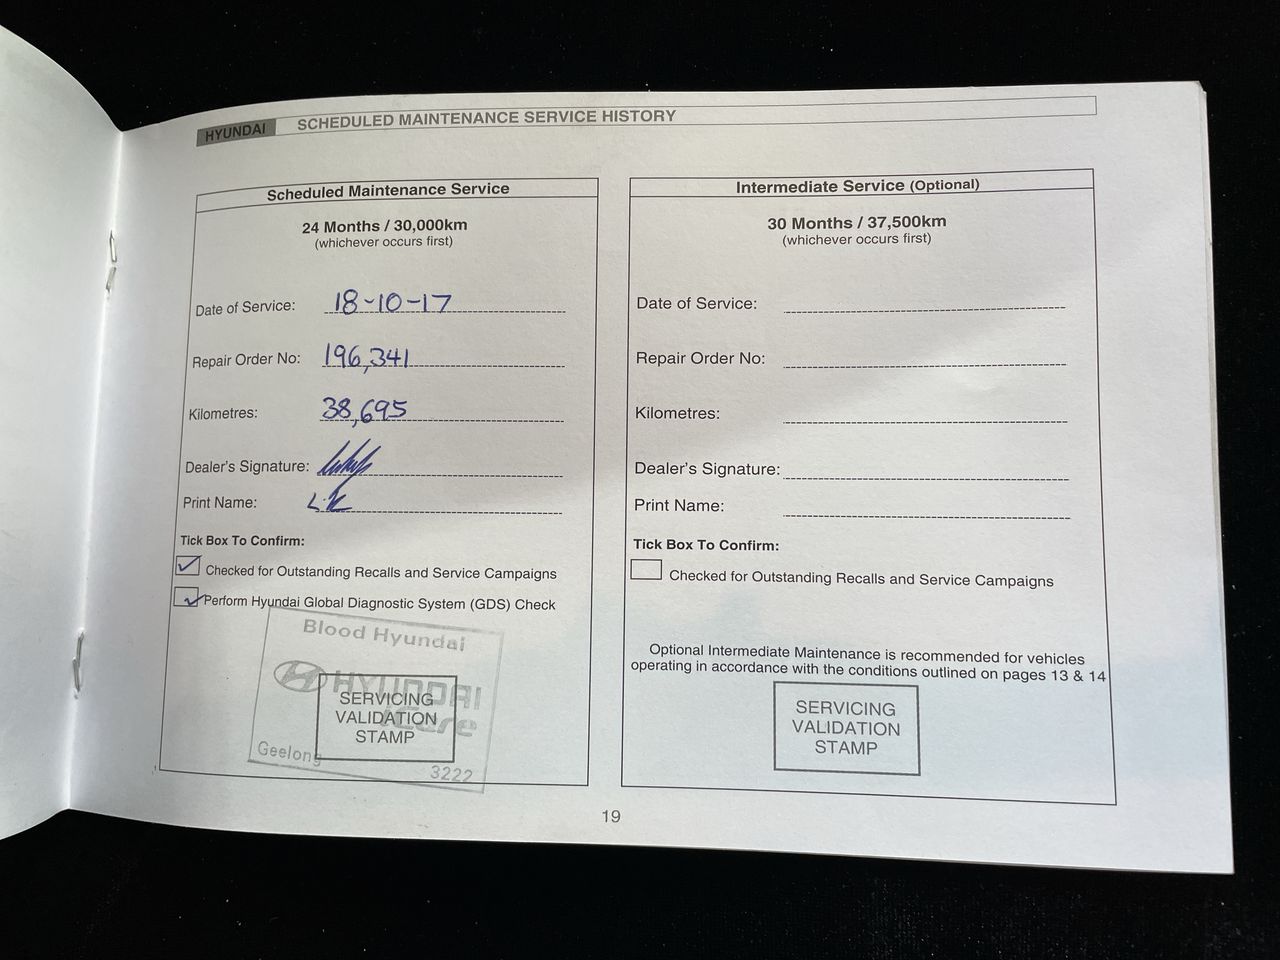 HYUNDAI SCHEDULED MAINTENANCE SERVICE HISTORY
Scheduled Maintenance Service
24 Months / 30,000km
(whichever occurs first)
Date of Service: 18-10-17
Repair Order No: 196,341
Kilometres: 38,695
Dealer's Signature:
Print Name: L.K
Tick Box To Confirm:
Checked for Outstanding Recalls and Service Campaigns
Perform Hyundai Global Diagnostic System (GDS) Check
Blood Hyundai
HYUNDAI
iCare
SERVICING
VALIDATION
STAMP
Geelong 3222
Intermediate Service (Optional)
30 Months / 37,500km
(whichever occurs first)
Date of Service:
Repair Order No:
Kilometres:
Dealer's Signature:
Print Name:
Tick Box To Confirm:
Checked for Outstanding Recalls and Service Campaigns
Optional Intermediate Maintenance is recommended for vehicles
operating in accordance with the conditions outlined on pages 13 & 14
SERVICING
VALIDATION
STAMP
19